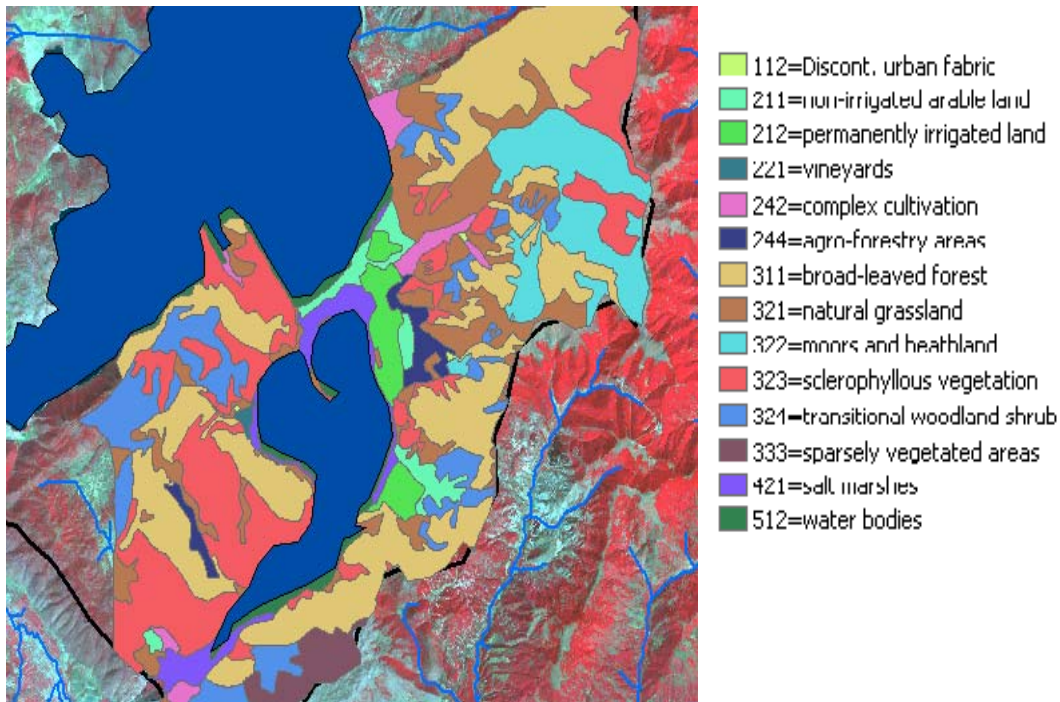 112=Discont. urban fabric
211=non-irrigated arable land
212=permanently irrigated land
221=vineyards
242=complex cultivation
244=agro-forestry areas
311=broad-leaved forest
321=natural grassland
322=moors and heathland
323=sclerophyllous vegetation
324=transitional woodland shrub
333=sparsely vegetated areas
421=salt marshes
512=water bodies